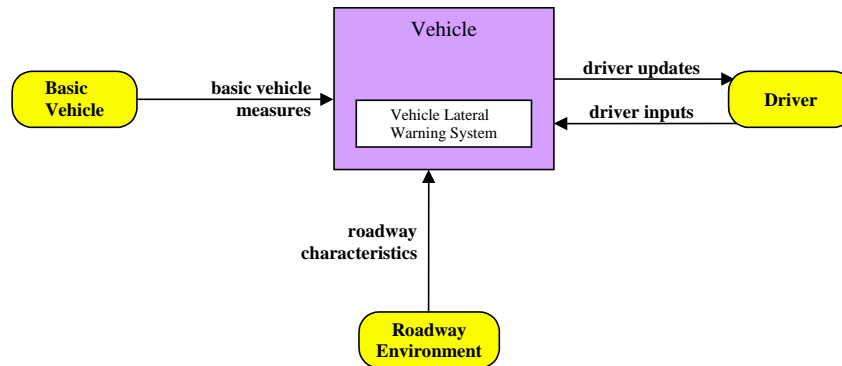 Vehicle
Basic
Vehicle
basic vehicle
measures
Vehicle Lateral
Warning System
driver updates
driver inputs
Driver
roadway
characteristics
Roadway
Environment